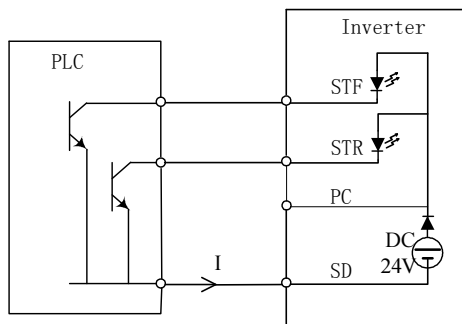 Inverter
PLC
STF
STR
PC
DC
24V
I
SD